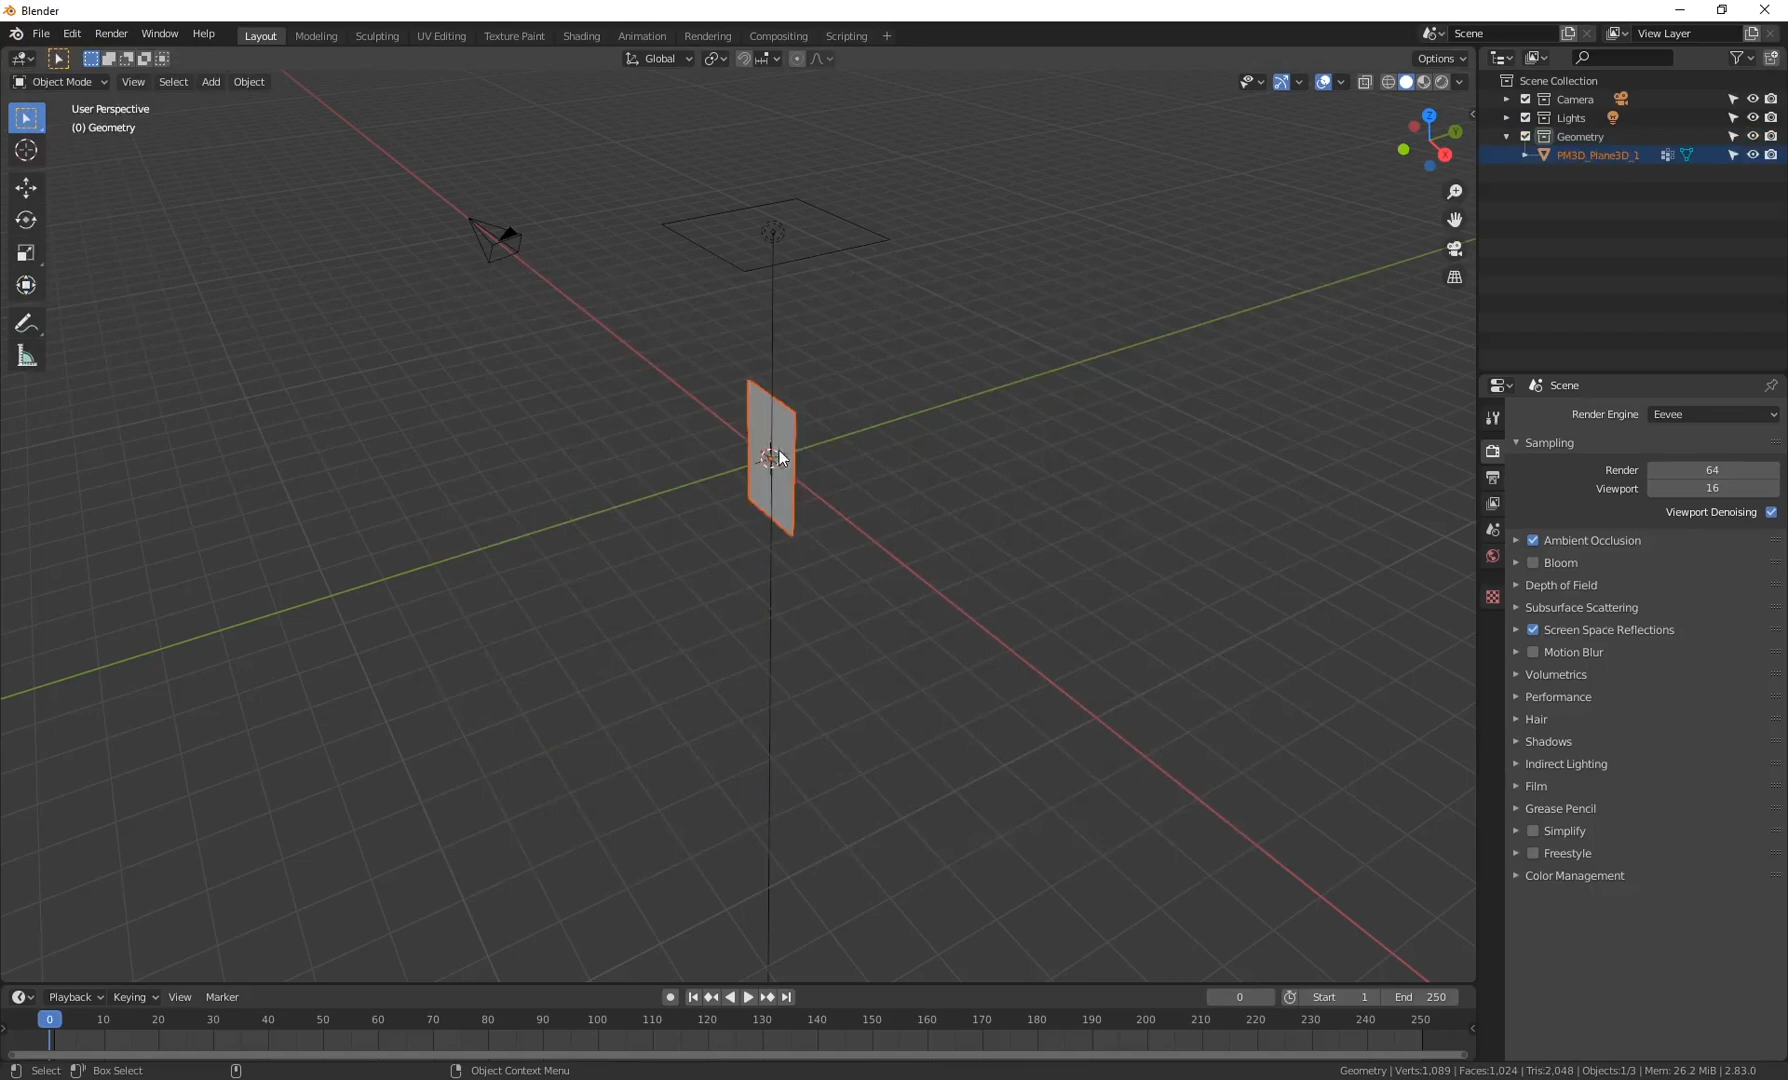 Blender
File Edit Render Window Help Layout Modeling Sculpting UV Editing Texture Paint Shading Animation Rendering Compositing Scripting + Scene View Layer
Global Options
Object Mode View Select Add Object
User Perspective
(0) Geometry
Z
Y
X
Scene Collection
Camera
Lights
Geometry
PM3D_Plane3D_1
Scene
Render Engine Eevee
Sampling
Render 64
Viewport 16
Viewport Denoising
Ambient Occlusion
Bloom
Depth of Field
Subsurface Scattering
Screen Space Reflections
Motion Blur
Volumetrics
Performance
Hair
Shadows
Indirect Lighting
Film
Grease Pencil
Simplify
Freestyle
Color Management
Playback Keying View Marker 0 Start 1 End 250
0 10 20 30 40 50 60 70 80 90 100 110 120 130 140 150 160 170 180 190 200 210 220 230 240 250
Select Box Select Object Context Menu Geometry | Verts:1,089 | Faces:1,024 | Tris:2,048 | Objects:1/3 | Mem: 26.2 MiB | 2.83.0